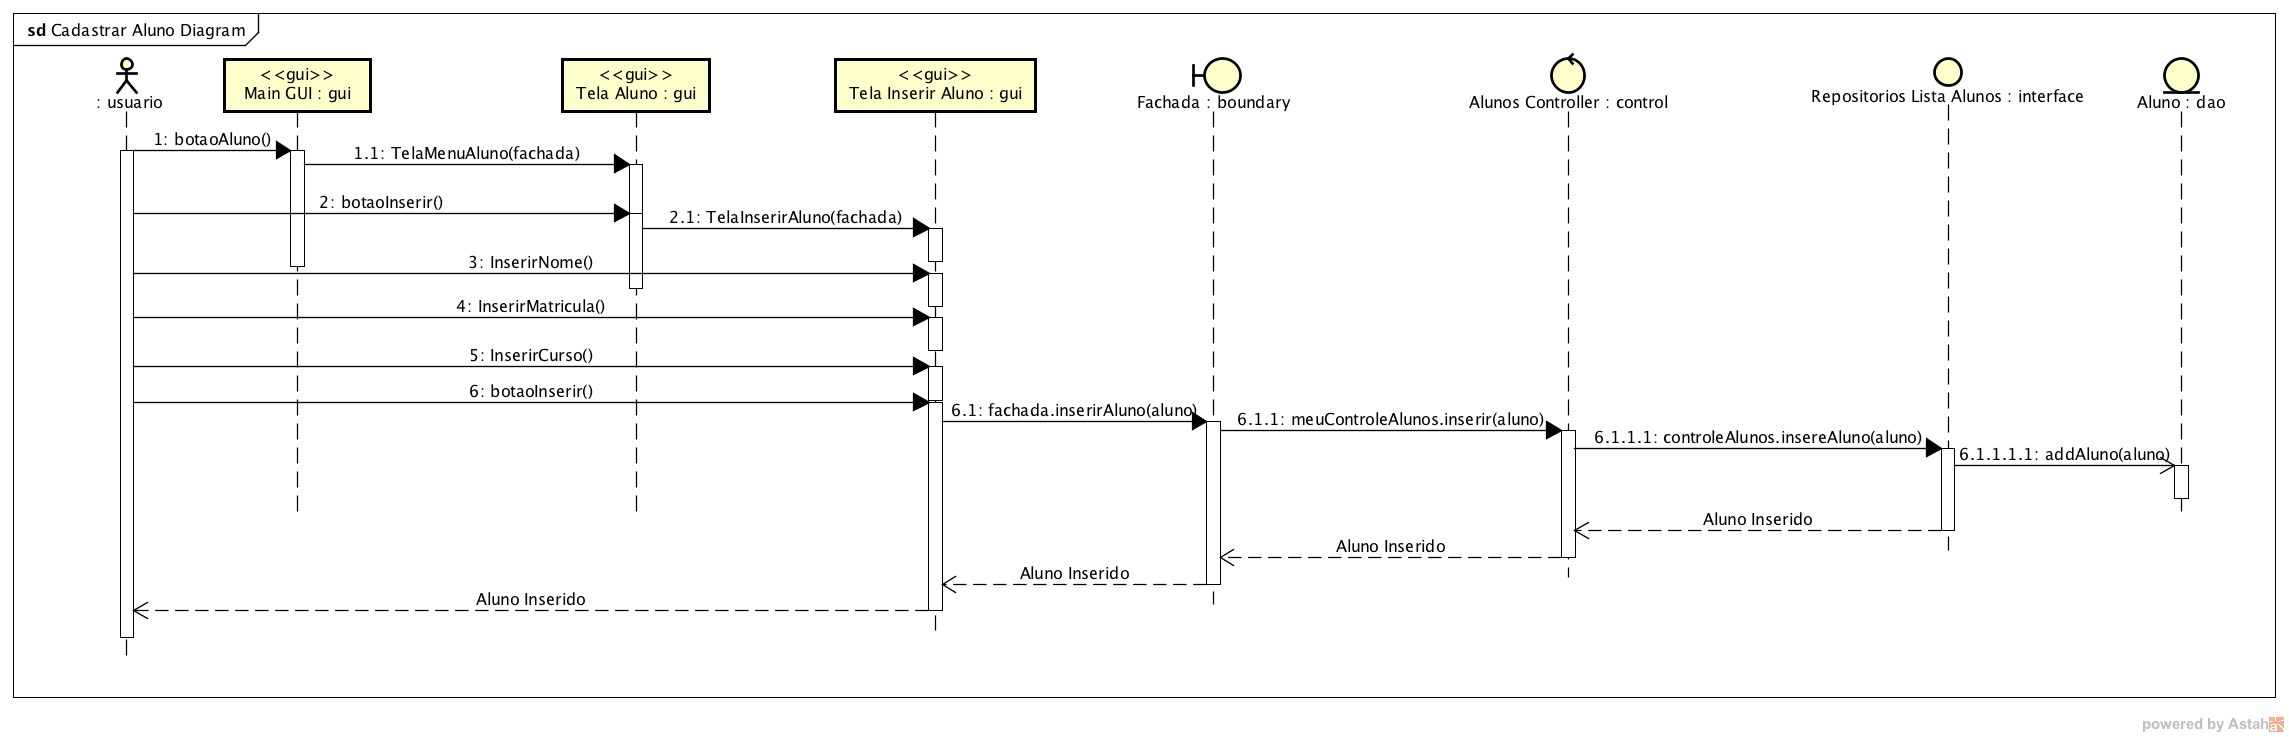 sd Cadastrar Aluno Diagram
: usuario
<<gui>>
Main GUI : gui
<<gui>>
Tela Aluno : gui
<<gui>>
Tela Inserir Aluno : gui
Fachada : boundary
Alunos Controller : control
Repositorios Lista Alunos : interface
Aluno : dao
1: botaoAluno()
1.1: TelaMenuAluno(fachada)
2: botaoInserir()
2.1: TelaInserirAluno(fachada)
3: InserirNome()
4: InserirMatricula()
5: InserirCurso()
6: botaoInserir()
6.1: fachada.inserirAluno(aluno)
6.1.1: meuControleAlunos.inserir(aluno)
6.1.1.1: controleAlunos.insereAluno(aluno)
6.1.1.1.1: addAluno(aluno)
Aluno Inserido
Aluno Inserido
Aluno Inserido
Aluno Inserido
powered by Astah